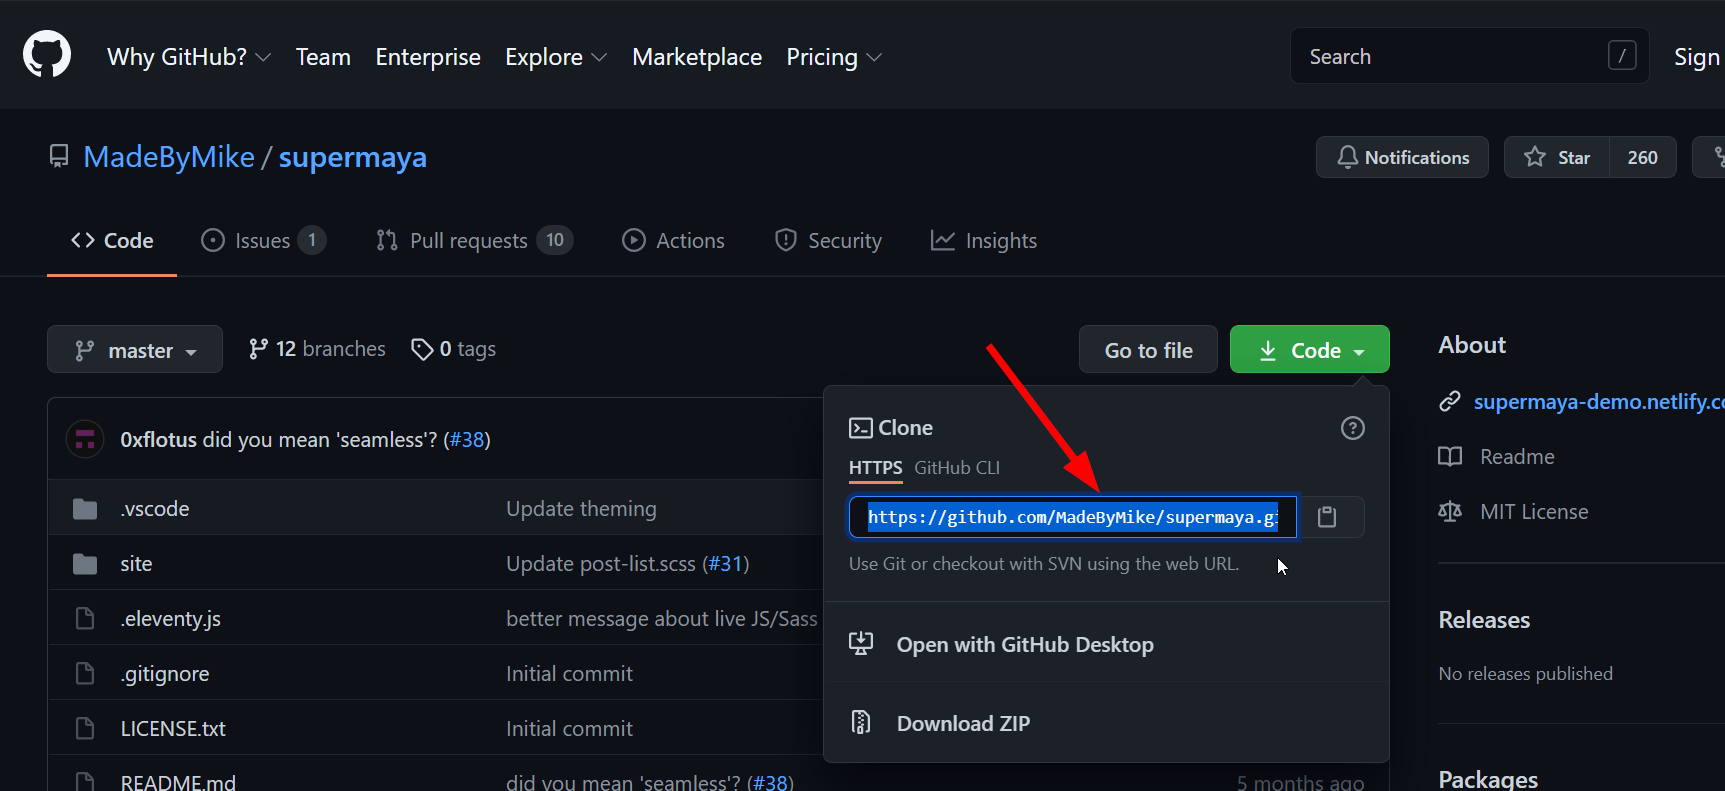 Why GitHub? Team Enterprise Explore Marketplace Pricing Search / Sign
MadeByMike / supermaya Notifications Star 260
Code Issues 1 Pull requests 10 Actions Security Insights
master 12 branches 0 tags Go to file Code
About
supermaya-demo.netlify.co
Readme
MIT License
Releases
No releases published
Packages
0xflotus did you mean 'seamless'? (#38)
.vscode Update theming
site Update post-list.scss (#31)
.eleventy.js better message about live JS/Sass
.gitignore Initial commit
LICENSE.txt Initial commit
README.md did you mean 'seamless'? (#38) 5 months ago
Clone
HTTPS GitHub CLI
https://github.com/MadeByMike/supermaya.gi
Use Git or checkout with SVN using the web URL.
Open with GitHub Desktop
Download ZIP